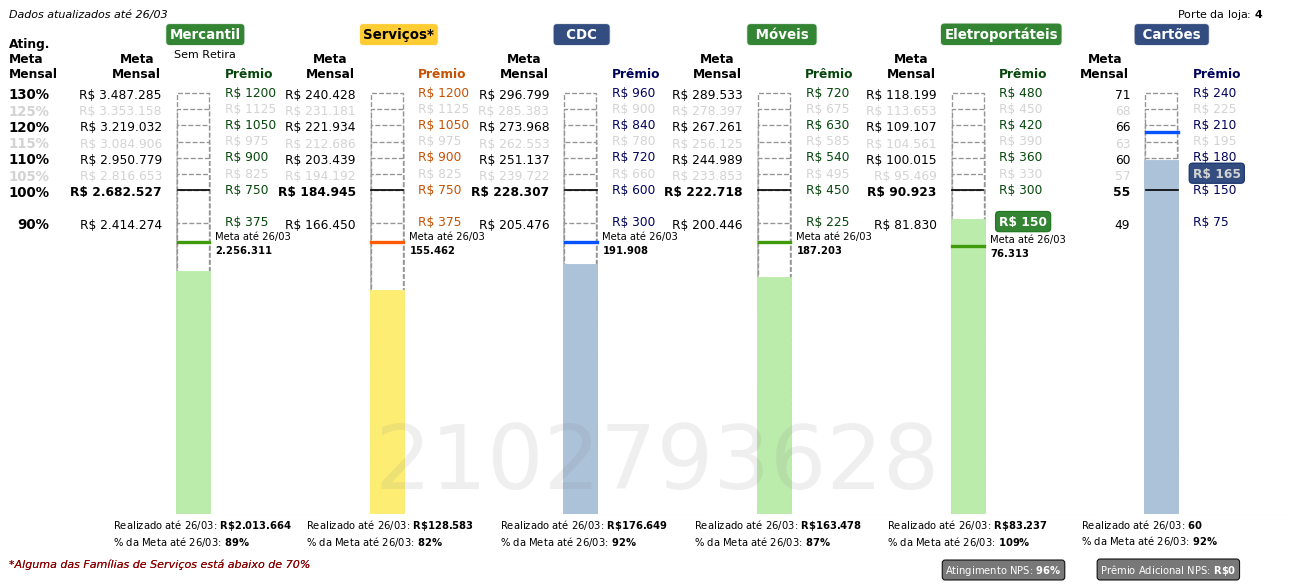 Dados atualizados até 26/03
Porte da loja: 4
Mercantil Serviços* CDC Móveis Eletroportáteis Cartões
Sem Retira
Ating. Meta Mensal
Meta Mensal Prêmio Meta Mensal Prêmio Meta Mensal Prêmio Meta Mensal Prêmio Meta Mensal Prêmio Meta Mensal Prêmio
130% R$ 3.487.285 R$ 1200 R$ 240.428 R$ 1200 R$ 296.799 R$ 960 R$ 289.533 R$ 720 R$ 118.199 R$ 480 71 R$ 240
125% R$ 3.353.158 R$ 1125 R$ 231.181 R$ 1125 R$ 285.383 R$ 900 R$ 278.397 R$ 675 R$ 113.653 R$ 450 68 R$ 225
120% R$ 3.219.032 R$ 1050 R$ 221.934 R$ 1050 R$ 273.968 R$ 840 R$ 267.261 R$ 630 R$ 109.107 R$ 420 66 R$ 210
115% R$ 3.084.906 R$ 975 R$ 212.686 R$ 975 R$ 262.553 R$ 780 R$ 256.125 R$ 585 R$ 104.561 R$ 390 63 R$ 195
110% R$ 2.950.779 R$ 900 R$ 203.439 R$ 900 R$ 251.137 R$ 720 R$ 244.989 R$ 540 R$ 100.015 R$ 360 60 R$ 180
105% R$ 2.816.653 R$ 825 R$ 194.192 R$ 825 R$ 239.722 R$ 660 R$ 233.853 R$ 495 R$ 95.469 R$ 330 57 R$ 165
100% R$ 2.682.527 R$ 750 R$ 184.945 R$ 750 R$ 228.307 R$ 600 R$ 222.718 R$ 450 R$ 90.923 R$ 300 55 R$ 150
90% R$ 2.414.274 R$ 375 R$ 166.450 R$ 375 R$ 205.476 R$ 300 R$ 200.446 R$ 225 R$ 81.830 R$ 150 49 R$ 75
Meta até 26/03 Meta até 26/03 Meta até 26/03 Meta até 26/03 Meta até 26/03
2.256.311 155.462 191.908 187.203 76.313
2102793628
Realizado até 26/03: R$2.013.664 Realizado até 26/03: R$128.583 Realizado até 26/03: R$176.649 Realizado até 26/03: R$163.478 Realizado até 26/03: R$83.237 Realizado até 26/03: 60
% da Meta até 26/03: 89% % da Meta até 26/03: 82% % da Meta até 26/03: 92% % da Meta até 26/03: 87% % da Meta até 26/03: 109% % da Meta até 26/03: 92%
*Alguma das Famílias de Serviços está abaixo de 70%
Atingimento NPS: 96% Prêmio Adicional NPS: R$0